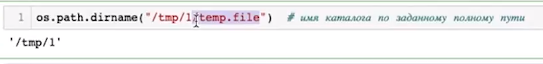 1 os.path.dirname("/tmp/1/temp.file") # имя каталога по заданному полному пути
'/tmp/1'